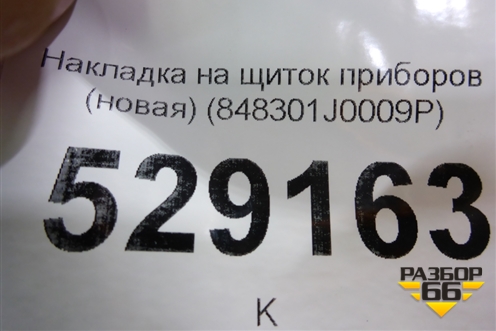 Накладка на щиток приборов
(новая) (848301J0009P)
529163
К
РАЗБОР
66